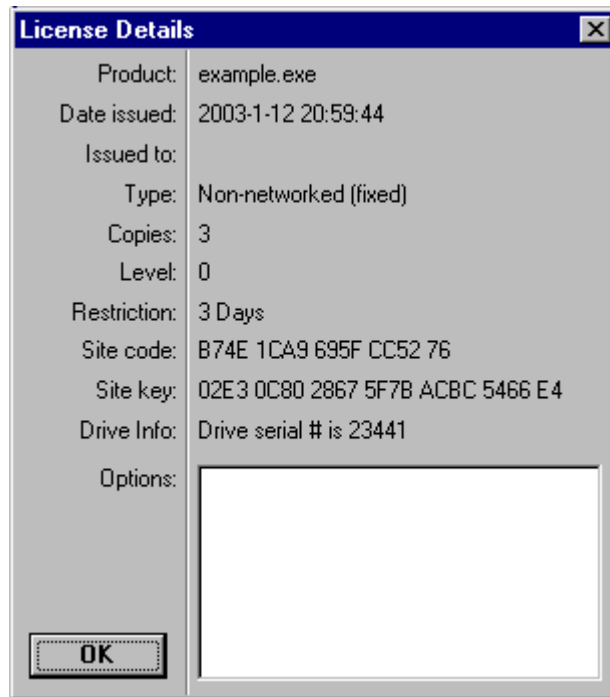 License Details
Product: example.exe
Date issued: 2003-1-12 20:59:44
Issued to:
Type: Non-networked (fixed)
Copies: 3
Level: 0
Restriction: 3 Days
Site code: B74E 1CA9 695F CC52 76
Site key: 02E3 0C80 2867 5F7B ACBC 5466 E4
Drive Info: Drive serial # is 23441
Options:
OK